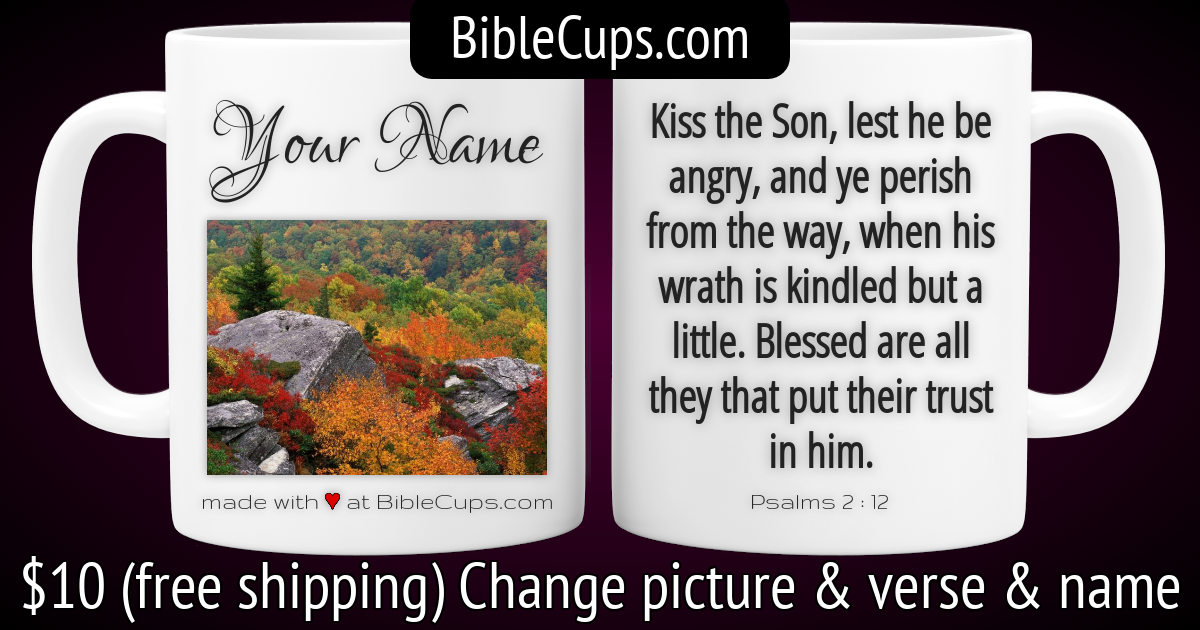 BibleCups.com
Your Name
made with ♥ at BibleCups.com
Kiss the Son, lest he be
angry, and ye perish
from the way, when his
wrath is kindled but a
little. Blessed are all
they that put their trust
in him.
Psalms 2 : 12
$10 (free shipping) Change picture & verse & name